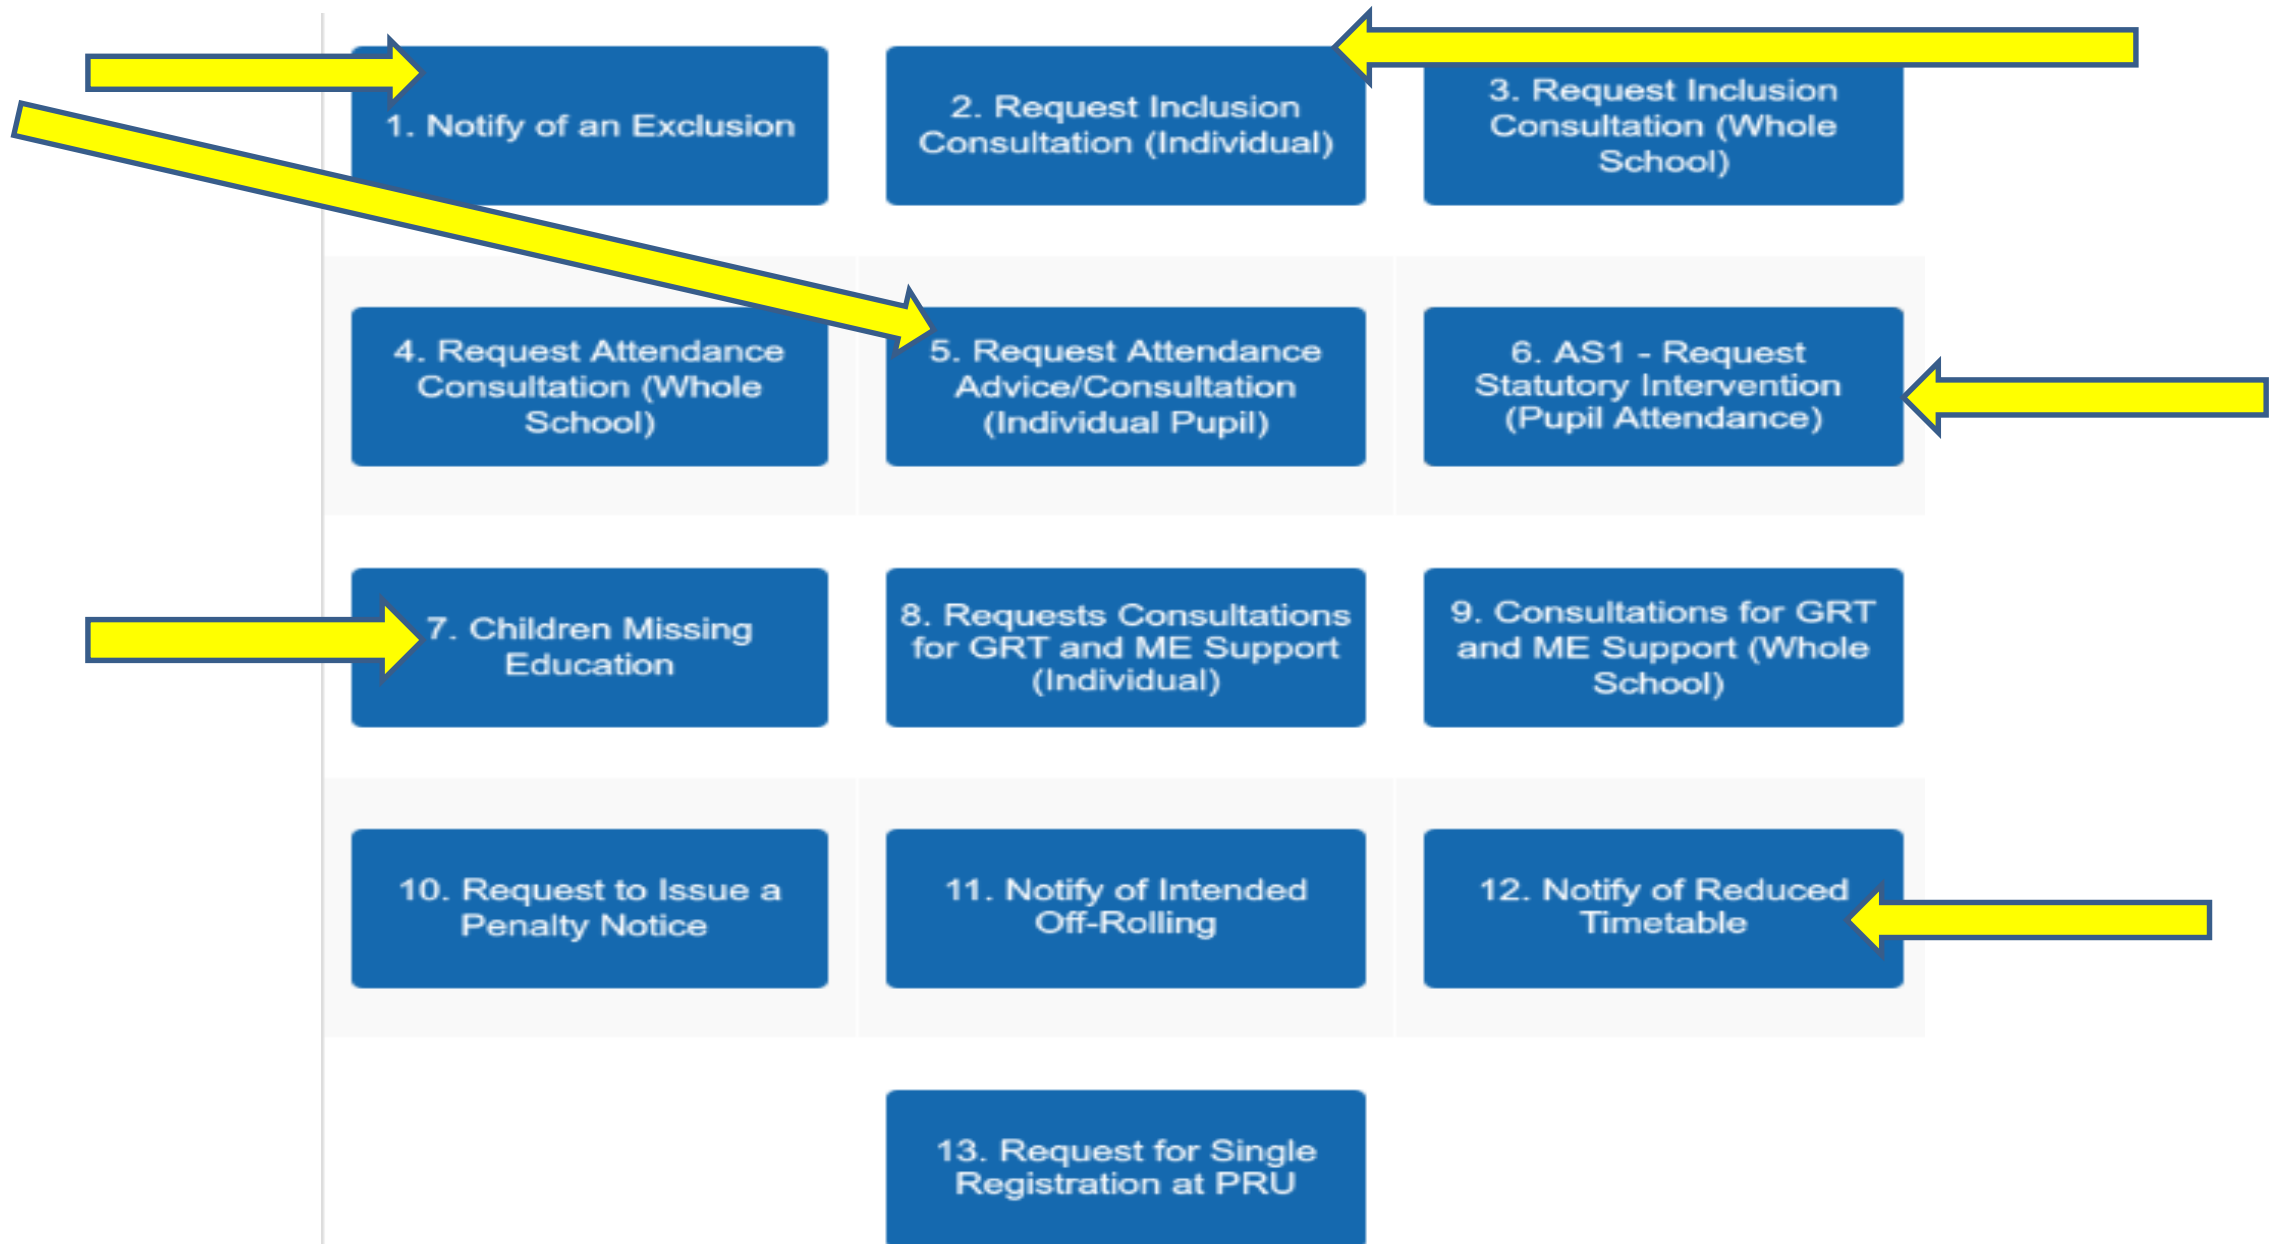 1. Notify of an Exclusion
2. Request Inclusion
Consultation (Individual)
3. Request Inclusion
Consultation (Whole
School)
4. Request Attendance
Consultation (Whole
School)
5. Request Attendance
Advice/Consultation
(Individual Pupil)
6. AS1 - Request
Statutory Intervention
(Pupil Attendance)
7. Children Missing
Education
8. Requests Consultations
for GRT and ME Support
(Individual)
9. Consultations for GRT
and ME Support (Whole
School)
10. Request to Issue a
Penalty Notice
11. Notify of Intended
Off-Rolling
12. Notify of Reduced
Timetable
13. Request for Single
Registration at PRU